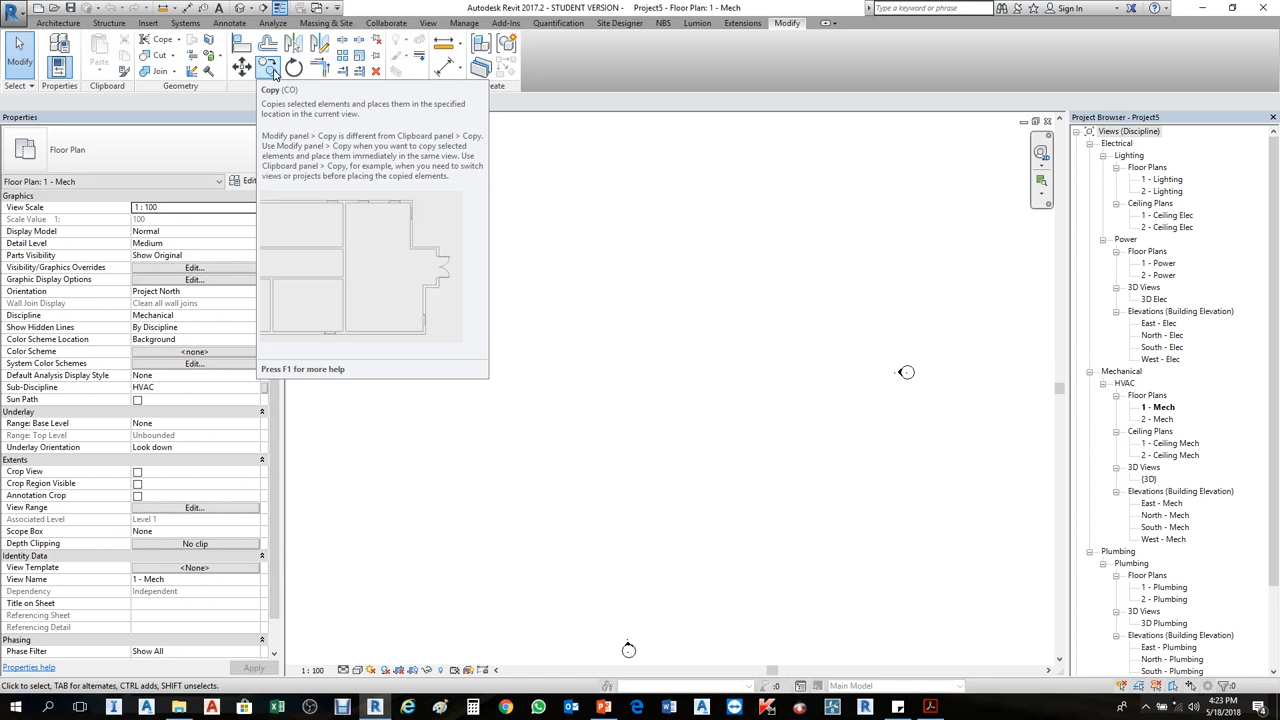 Autodesk Revit 2017.2 - STUDENT VERSION - Project5 - Floor Plan: 1 - Mech
Type a keyword or phrase
Sign In
Architecture Structure Insert Systems Annotate Analyze Massing & Site Collaborate View Manage Add-Ins Quantification Site Designer NBS Lumion Extensions Modify
Modify
Paste
Cope
Cut
Join
Select Properties Clipboard Geometry
Copy (CO)
Copies selected elements and places them in the specified
location in the current view.
Modify panel > Copy is different from Clipboard panel > Copy.
Use Modify panel > Copy when you want to copy selected
elements and place them immediately in the same view. Use
Clipboard panel > Copy, for example, when you need to switch
views or projects before placing the copied elements.
Press F1 for more help
Properties
Floor Plan
Floor Plan: 1 - Mech
Graphics
View Scale 1 : 100
Scale Value 1: 100
Display Model Normal
Detail Level Medium
Parts Visibility Show Original
Visibility/Graphics Overrides Edit...
Graphic Display Options Edit...
Orientation Project North
Wall Join Display Clean all wall joins
Discipline Mechanical
Show Hidden Lines By Discipline
Color Scheme Location Background
Color Scheme <none>
System Color Schemes Edit...
Default Analysis Display Style None
Sub-Discipline HVAC
Sun Path
Underlay
Range: Base Level None
Range: Top Level Unbounded
Underlay Orientation Look down
Extents
Crop View
Crop Region Visible
Annotation Crop
View Range Edit...
Associated Level Level 1
Scope Box None
Depth Clipping No clip
Identity Data
View Template <None>
View Name 1 - Mech
Dependency Independent
Title on Sheet
Referencing Sheet
Referencing Detail
Phasing
Phase Filter Show All
Properties help Apply
1 : 100
Project Browser - Project5
Views (Discipline)
Electrical
Lighting
Floor Plans
1 - Lighting
2 - Lighting
Ceiling Plans
1 - Ceiling Elec
2 - Ceiling Elec
Power
Floor Plans
1 - Power
2 - Power
3D Views
3D Elec
Elevations (Building Elevation)
East - Elec
North - Elec
South - Elec
West - Elec
Mechanical
HVAC
Floor Plans
1 - Mech
2 - Mech
Ceiling Plans
1 - Ceiling Mech
2 - Ceiling Mech
3D Views
{3D}
Elevations (Building Elevation)
East - Mech
North - Mech
South - Mech
West - Mech
Plumbing
Plumbing
Floor Plans
1 - Plumbing
2 - Plumbing
3D Views
3D Plumbing
Elevations (Building Elevation)
East - Plumbing
North - Plumbing
South - Plumbing
Click to select, TAB for alternates, CTRL adds, SHIFT unselects.
:0
Main Model
:0
4:23 PM
5/18/2018